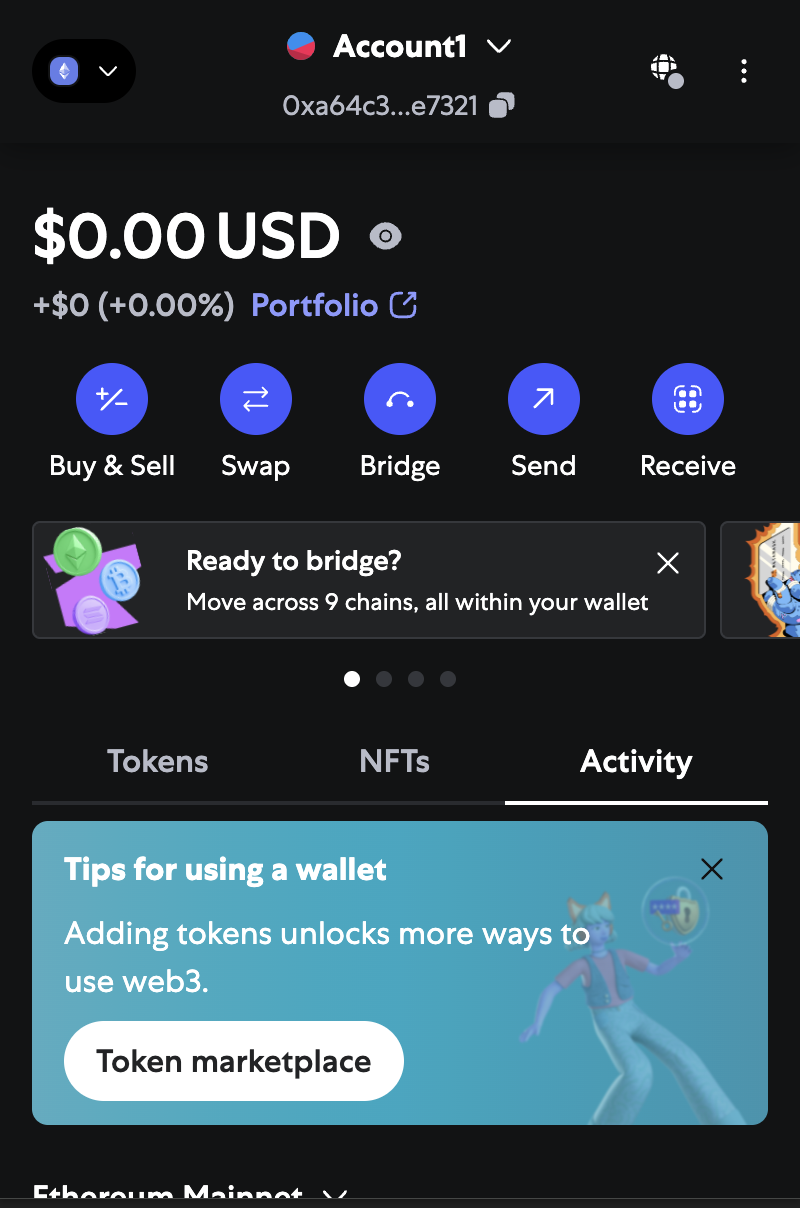 Account1
0xa64c3...e7321
$0.00 USD
+$0 (+0.00%) Portfolio
Buy & Sell Swap Bridge Send Receive
Ready to bridge?
Move across 9 chains, all within your wallet
Tokens NFTs Activity
Tips for using a wallet
Adding tokens unlocks more ways to
use web3.
Token marketplace
Ethereum Mainnet